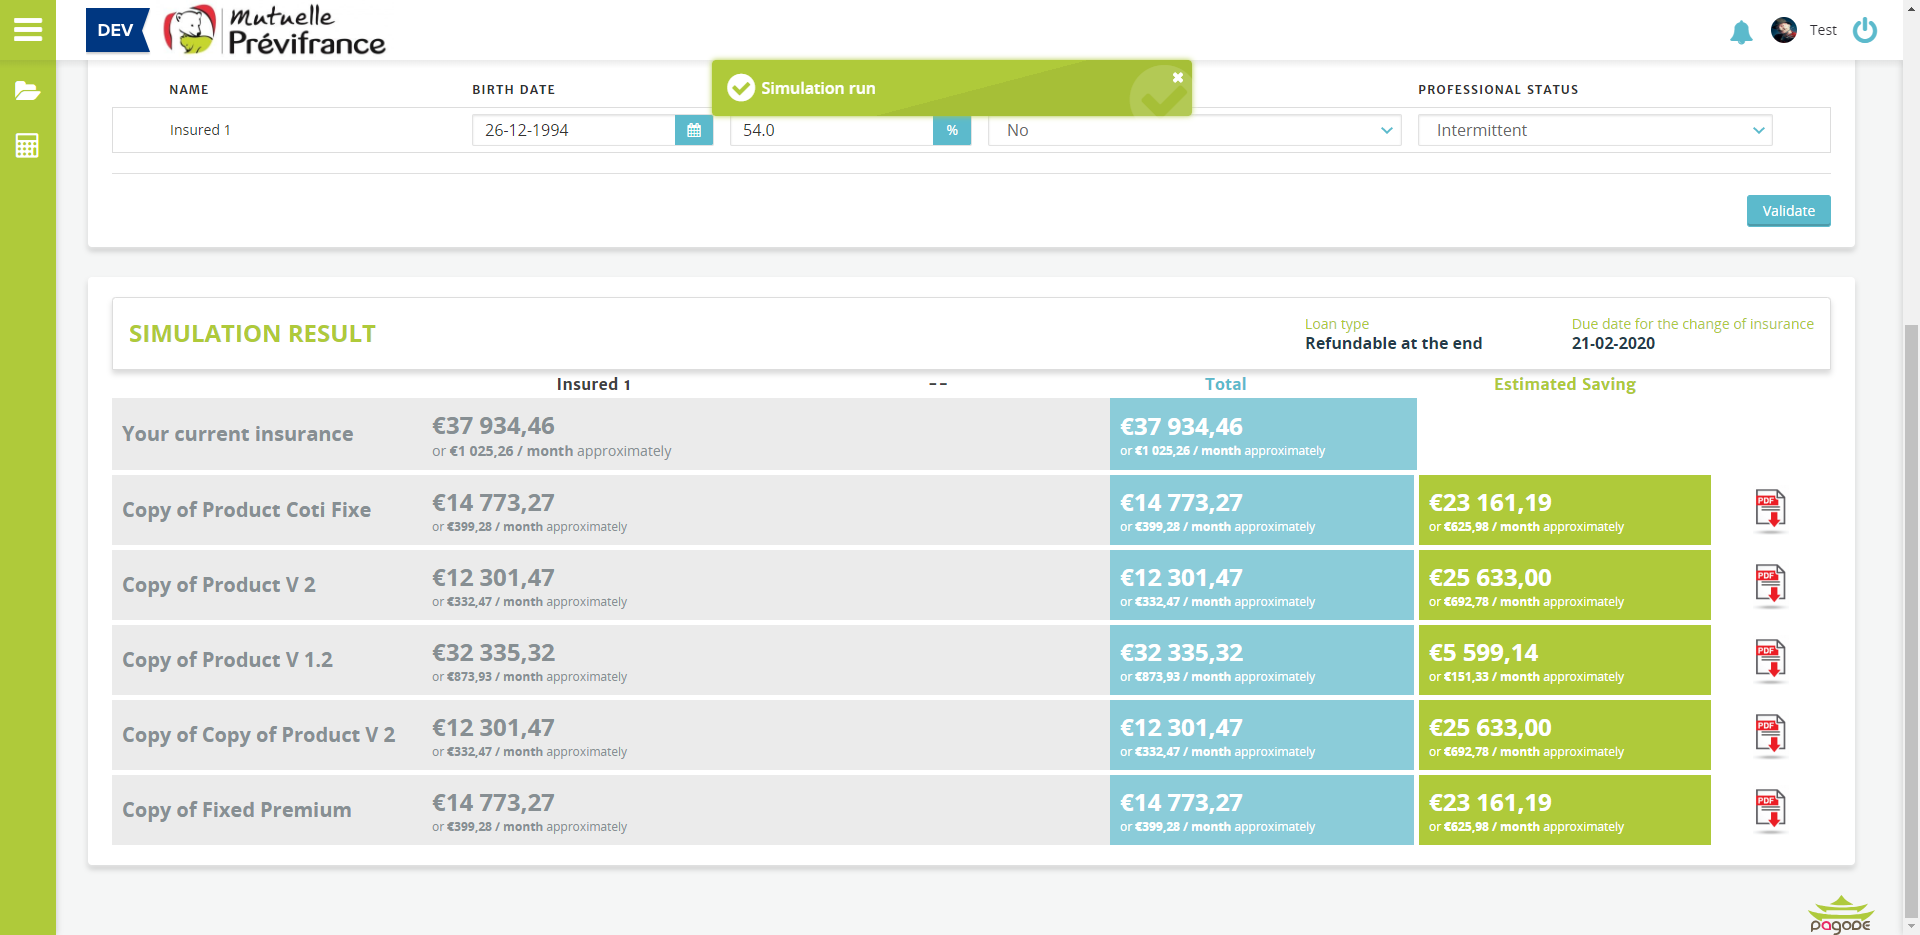 DEV
Mutuelle
Prévifrance
Test
Simulation run
NAME
BIRTH DATE
PROFESSIONAL STATUS
Insured 1
26-12-1994
54.0
%
No
Intermittent
Validate
SIMULATION RESULT
Loan type
Refundable at the end
Due date for the change of insurance
21-02-2020
Insured 1
--
Total
Estimated Saving
Your current insurance
€37 934,46
or €1 025,26 / month approximately
€37 934,46
or €1 025,26 / month approximately
Copy of Product Coti Fixe
€14 773,27
or €399,28 / month approximately
€14 773,27
or €399,28 / month approximately
€23 161,19
or €625,98 / month approximately
PDF
Copy of Product V 2
€12 301,47
or €332,47 / month approximately
€12 301,47
or €332,47 / month approximately
€25 633,00
or €692,78 / month approximately
PDF
Copy of Product V 1.2
€32 335,32
or €873,93 / month approximately
€32 335,32
or €873,93 / month approximately
€5 599,14
or €151,33 / month approximately
PDF
Copy of Copy of Product V 2
€12 301,47
or €332,47 / month approximately
€12 301,47
or €332,47 / month approximately
€25 633,00
or €692,78 / month approximately
PDF
Copy of Fixed Premium
€14 773,27
or €399,28 / month approximately
€14 773,27
or €399,28 / month approximately
€23 161,19
or €625,98 / month approximately
PDF
PAGODE